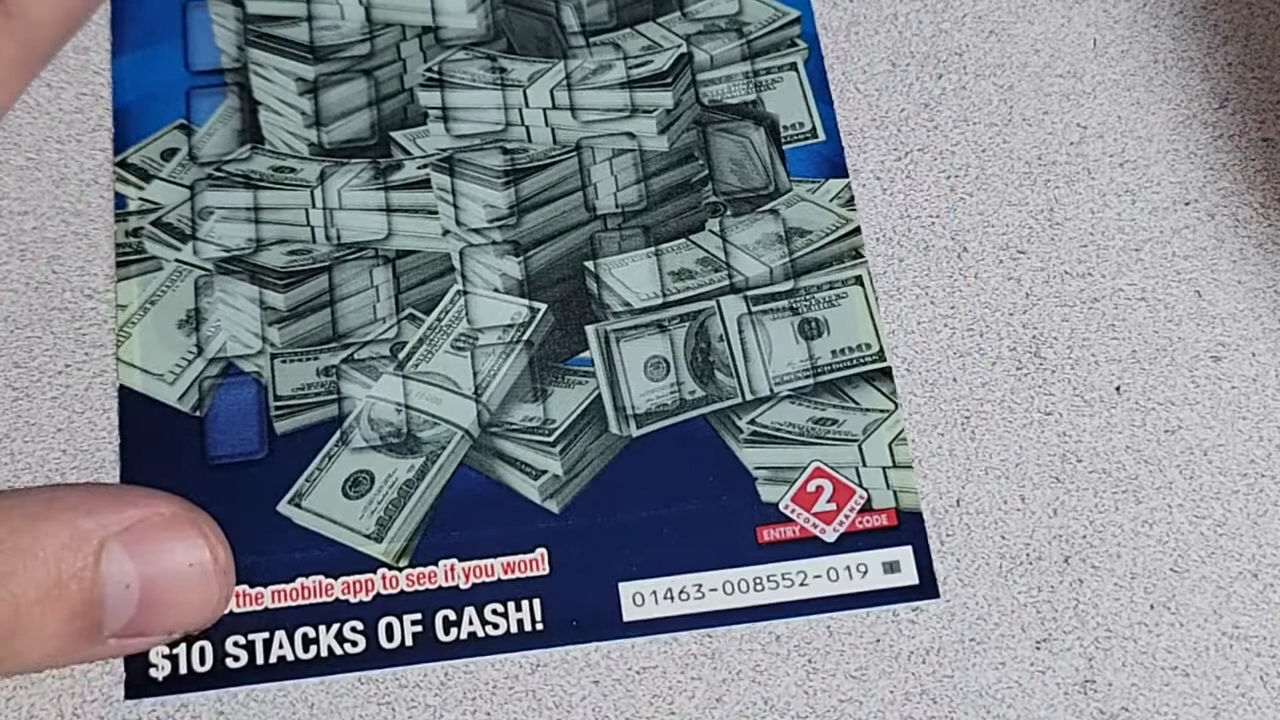 100
2
SECOND CHANCE
ENTRY CODE
the mobile app to see if you won!
01463-008552-019
$10 STACKS OF CASH!